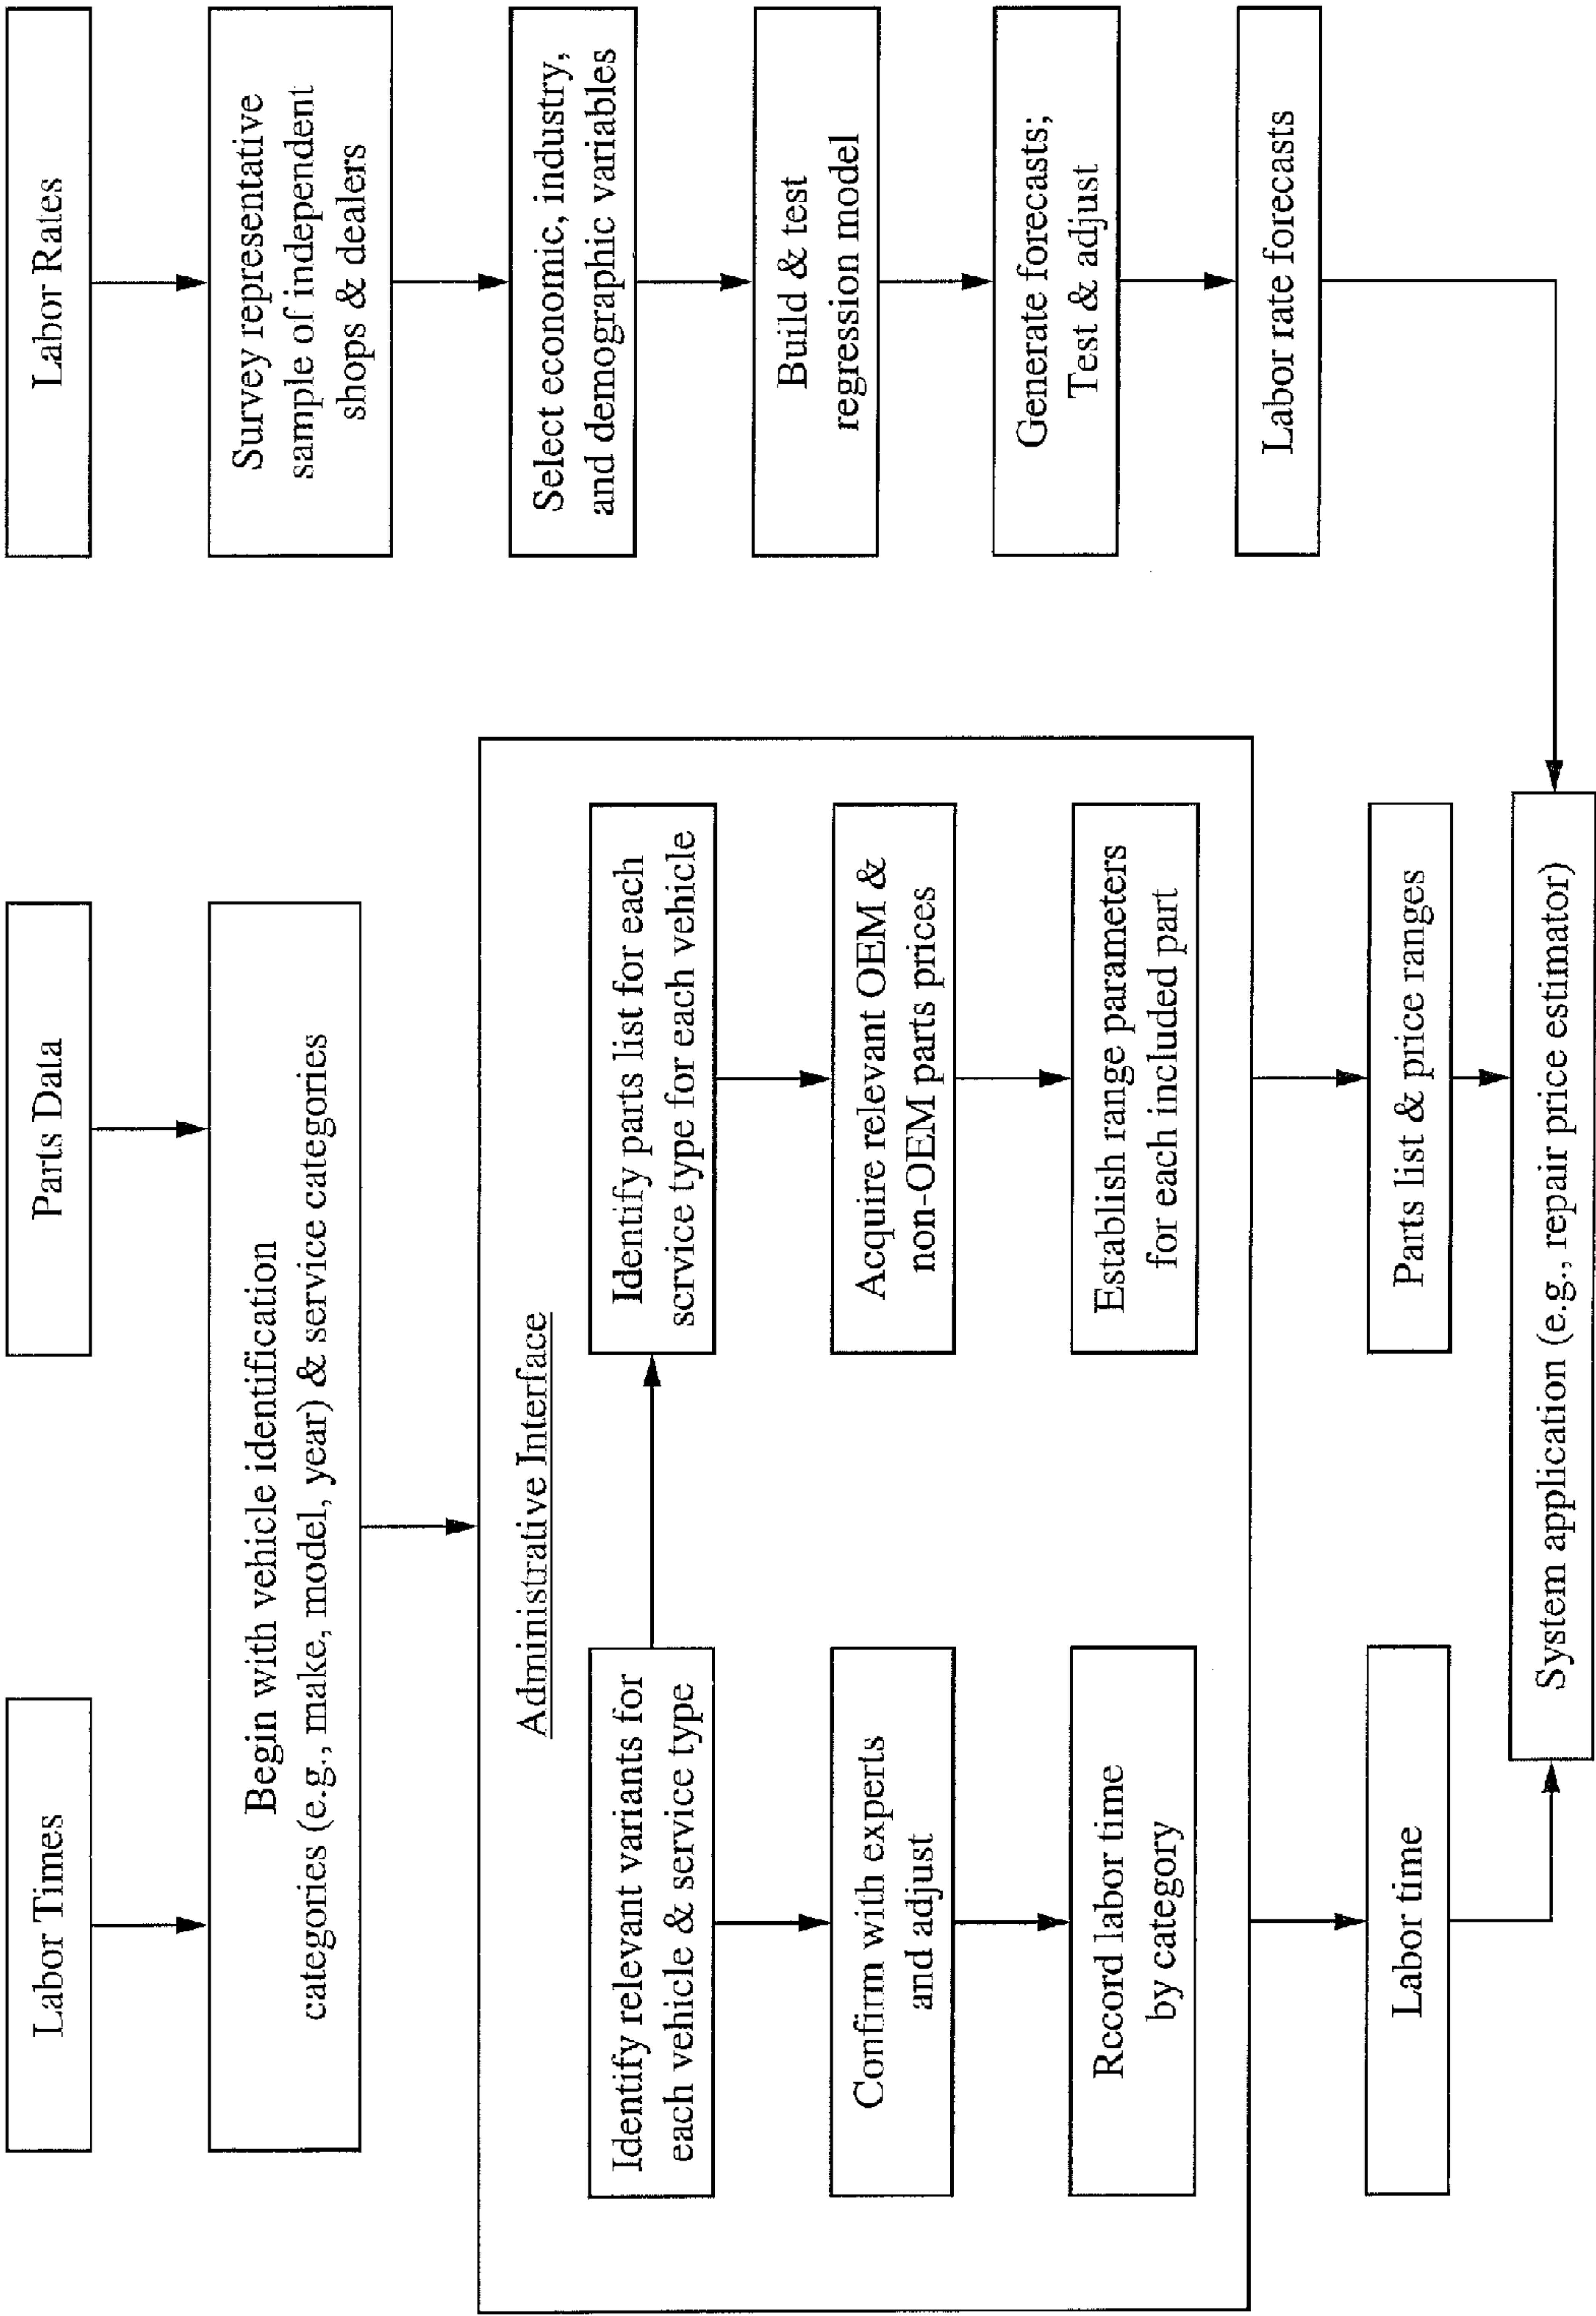 Labor Times
Parts Data
Labor Rates
Begin with vehicle identification
categories (e.g., make, model, year) & service categories
Survey representative
sample of independent
shops & dealers
Administrative Interface
Identify relevant variants for
each vehicle & service type
Identify parts list for each
service type for each vehicle
Select economic, industry,
and demographic variables
Confirm with experts
and adjust
Acquire relevant OEM &
non-OEM parts prices
Build & test
regression model
Record labor time
by category
Establish range parameters
for each included part
Generate forecasts;
Test & adjust
Labor time
Parts list & price ranges
Labor rate forecasts
System application (e.g., repair price estimator)